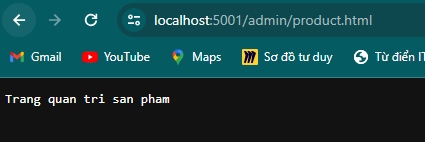 localhost:5001/admin/product.html
Gmail YouTube Maps Sơ đồ tư duy Từ điển IT
Trang quan tri san pham